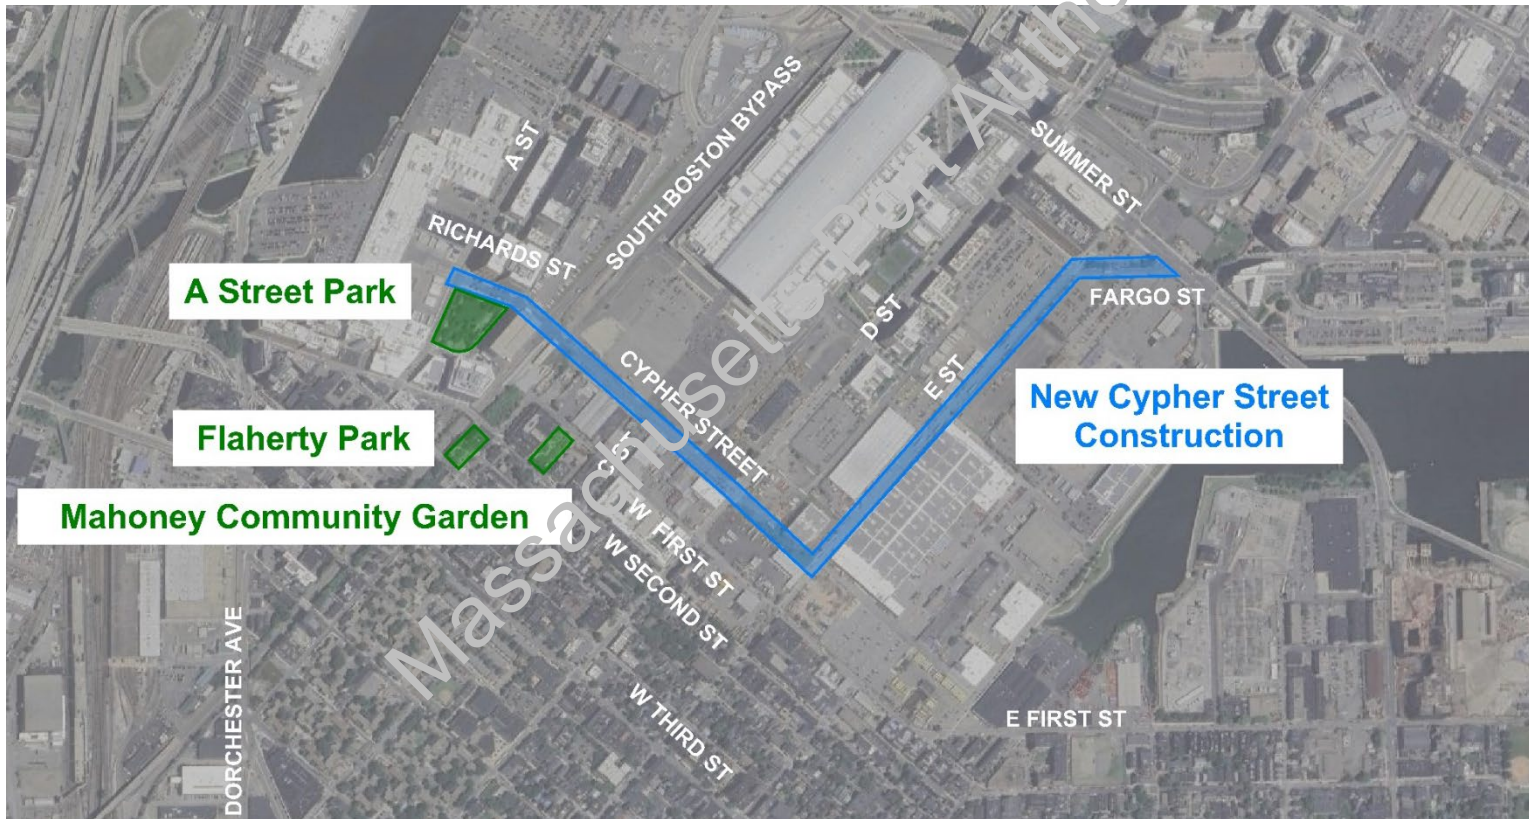 A ST
SOUTH BOSTON BYPASS
SUMMER ST
RICHARDS ST
A Street Park
FARGO ST
D ST
CYPHER STREET
E ST
New Cypher Street
Construction
Flaherty Park
C ST
Mahoney Community Garden
W FIRST ST
W SECOND ST
DORCHESTER AVE
W THIRD ST
E FIRST ST
Massachusetts Port Autho